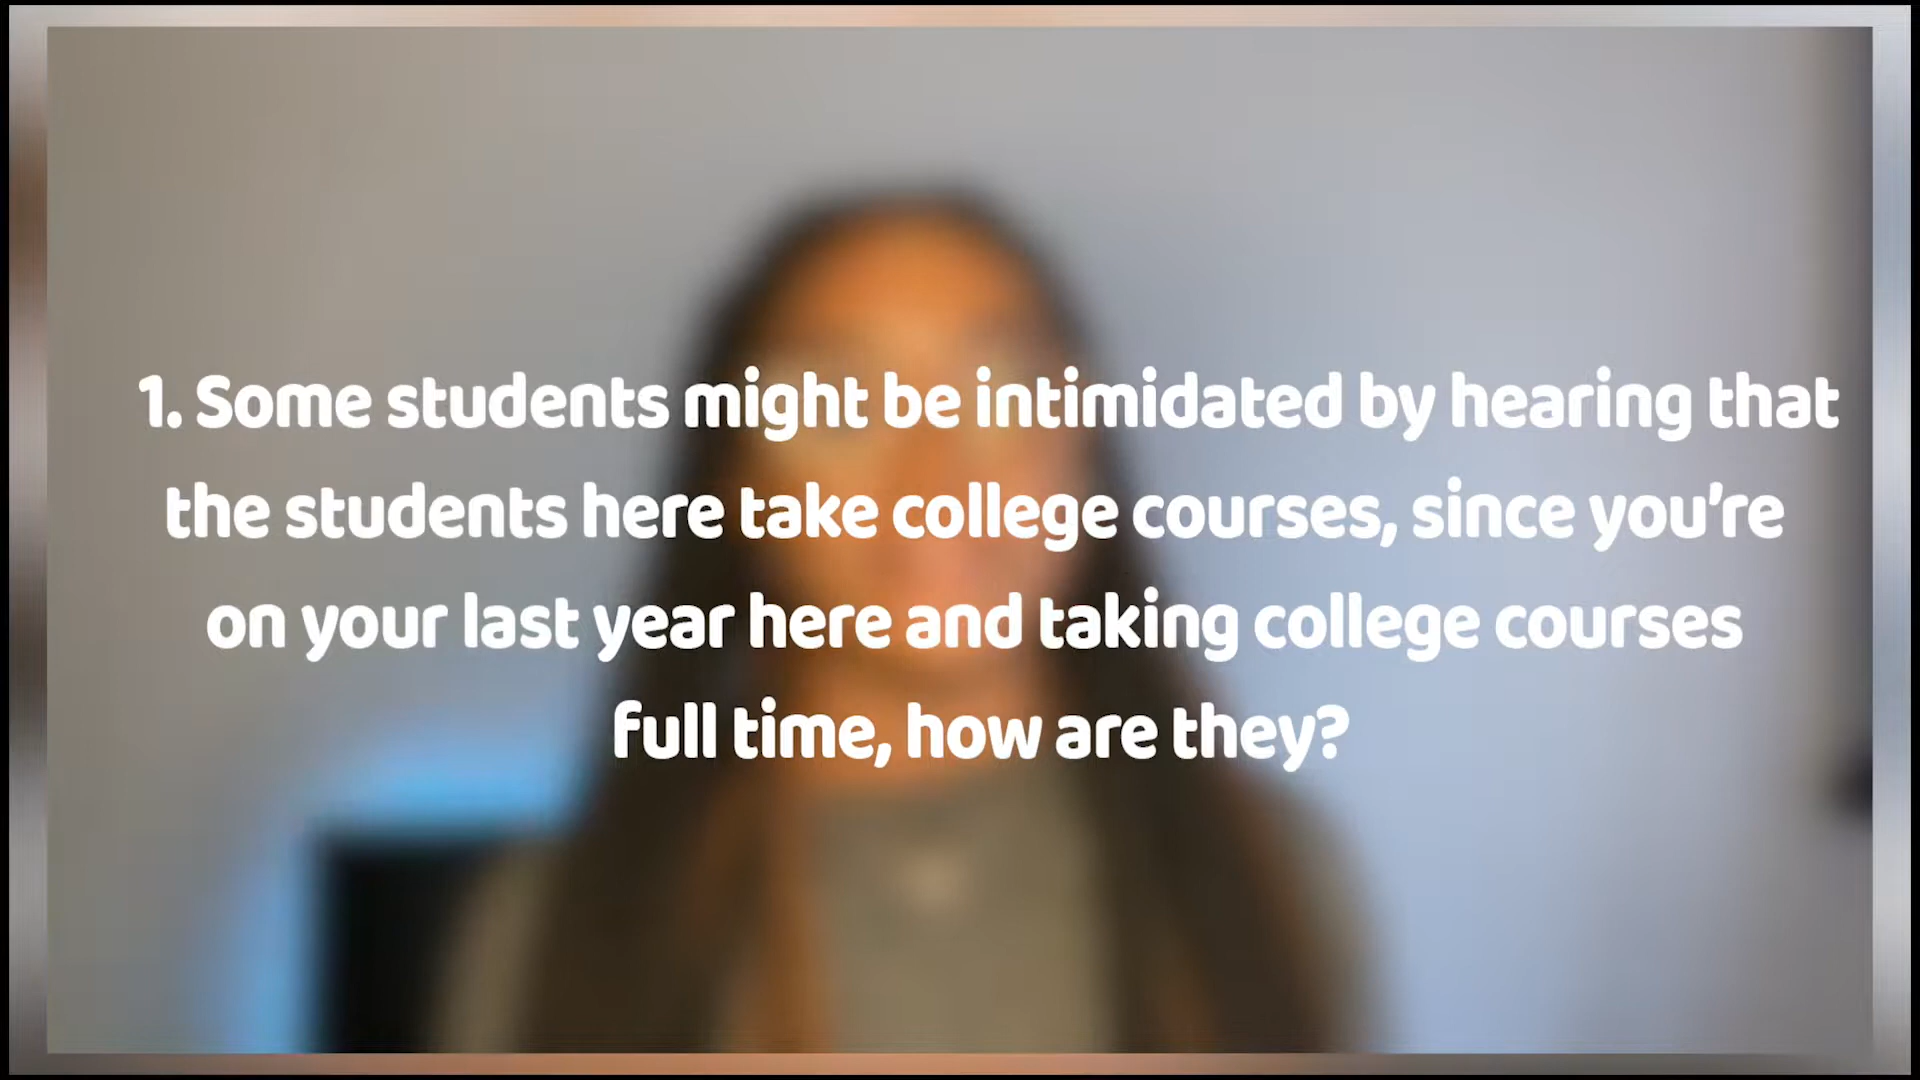 1. Some students might be intimidated by hearing that
the students here take college courses, since you're
on your last year here and taking college courses
full time, how are they?